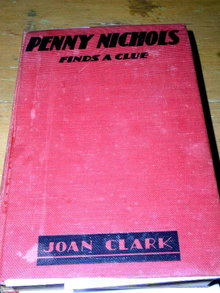 PENNY NICHOLS
FINDS A CLUE
JOAN CLARK